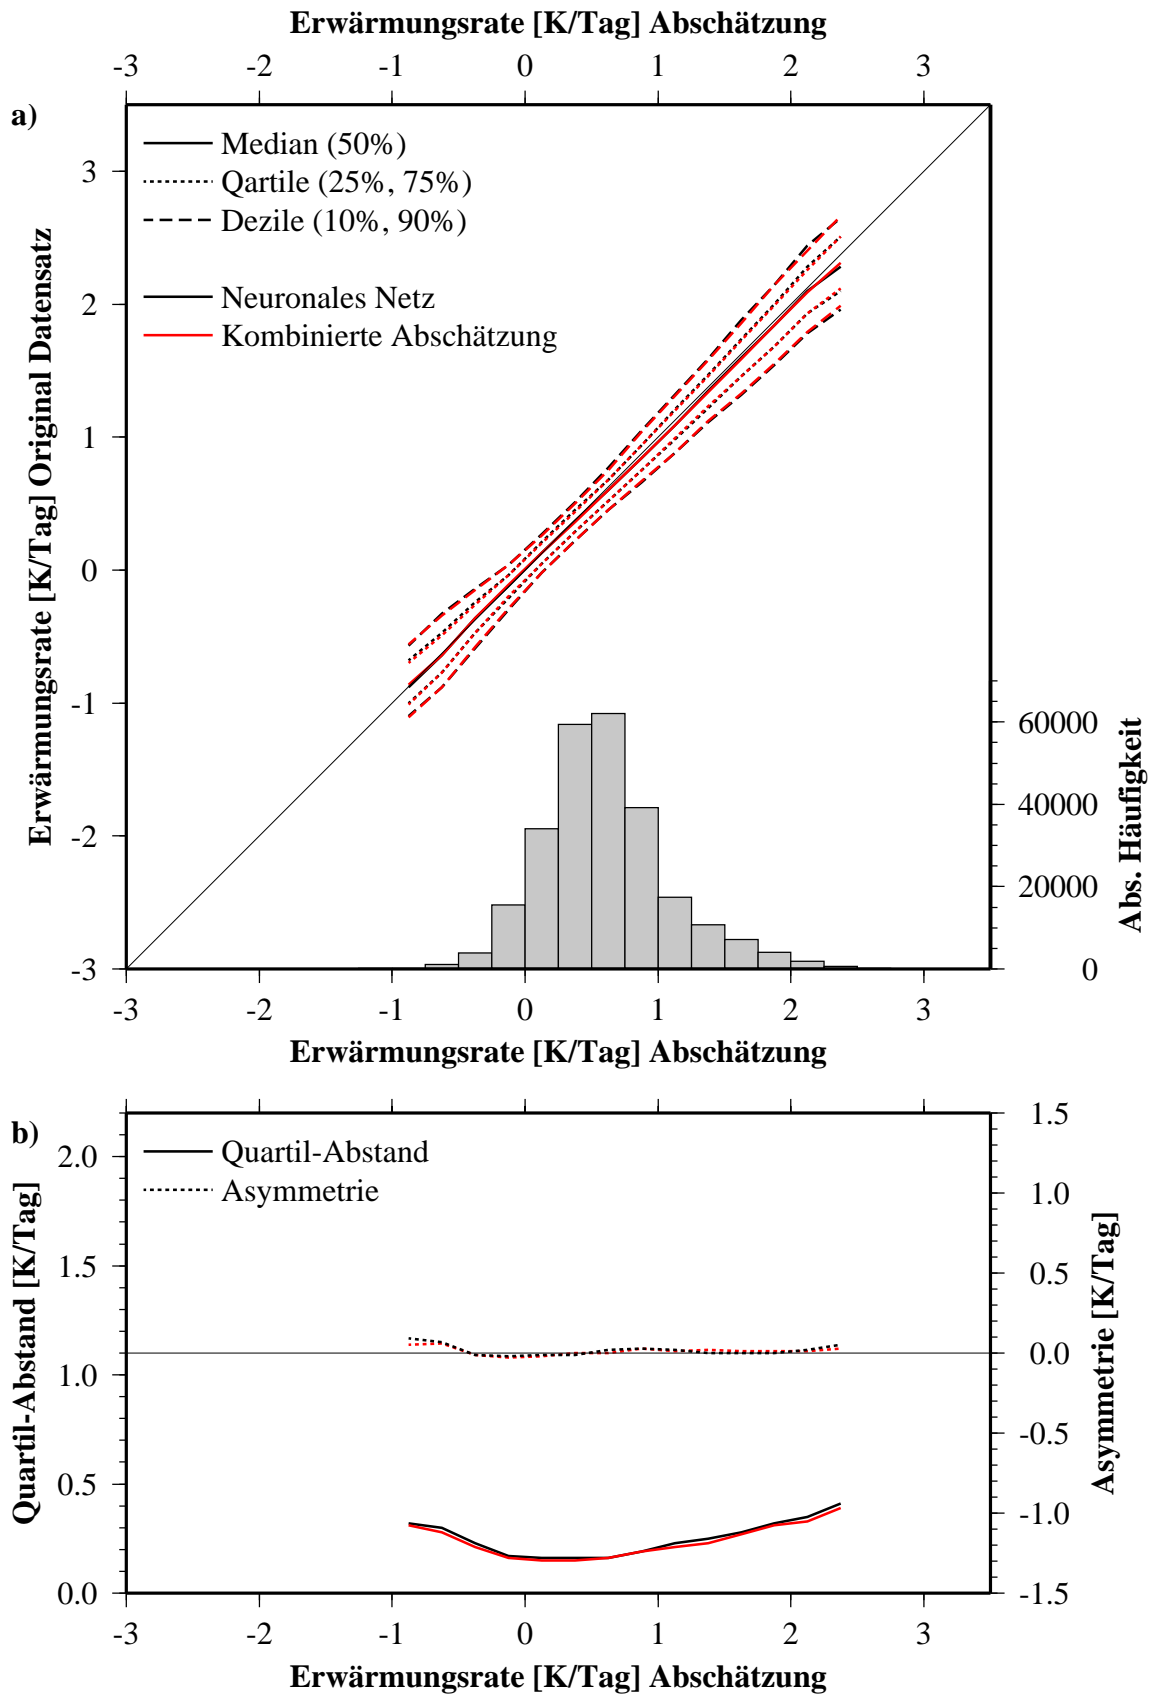 Erwärmungsrate [K/Tag] Abschätzung
-3 -2 -1 0 1 2 3
a)
Median (50%)
Qartile (25%, 75%)
Dezile (10%, 90%)
Neuronales Netz
Kombinierte Abschätzung
3
2
1
0
-1
-2
-3
Erwärmungsrate [K/Tag] Original Datensatz
60000
40000
20000
0
Abs. Häufigkeit
-3 -2 -1 0 1 2 3
Erwärmungsrate [K/Tag] Abschätzung
b)
Quartil-Abstand
Asymmetrie
2.0
1.5
1.0
0.5
0.0
Quartil-Abstand [K/Tag]
1.5
1.0
0.5
0.0
-0.5
-1.0
-1.5
Asymmetrie [K/Tag]
-3 -2 -1 0 1 2 3
Erwärmungsrate [K/Tag] Abschätzung